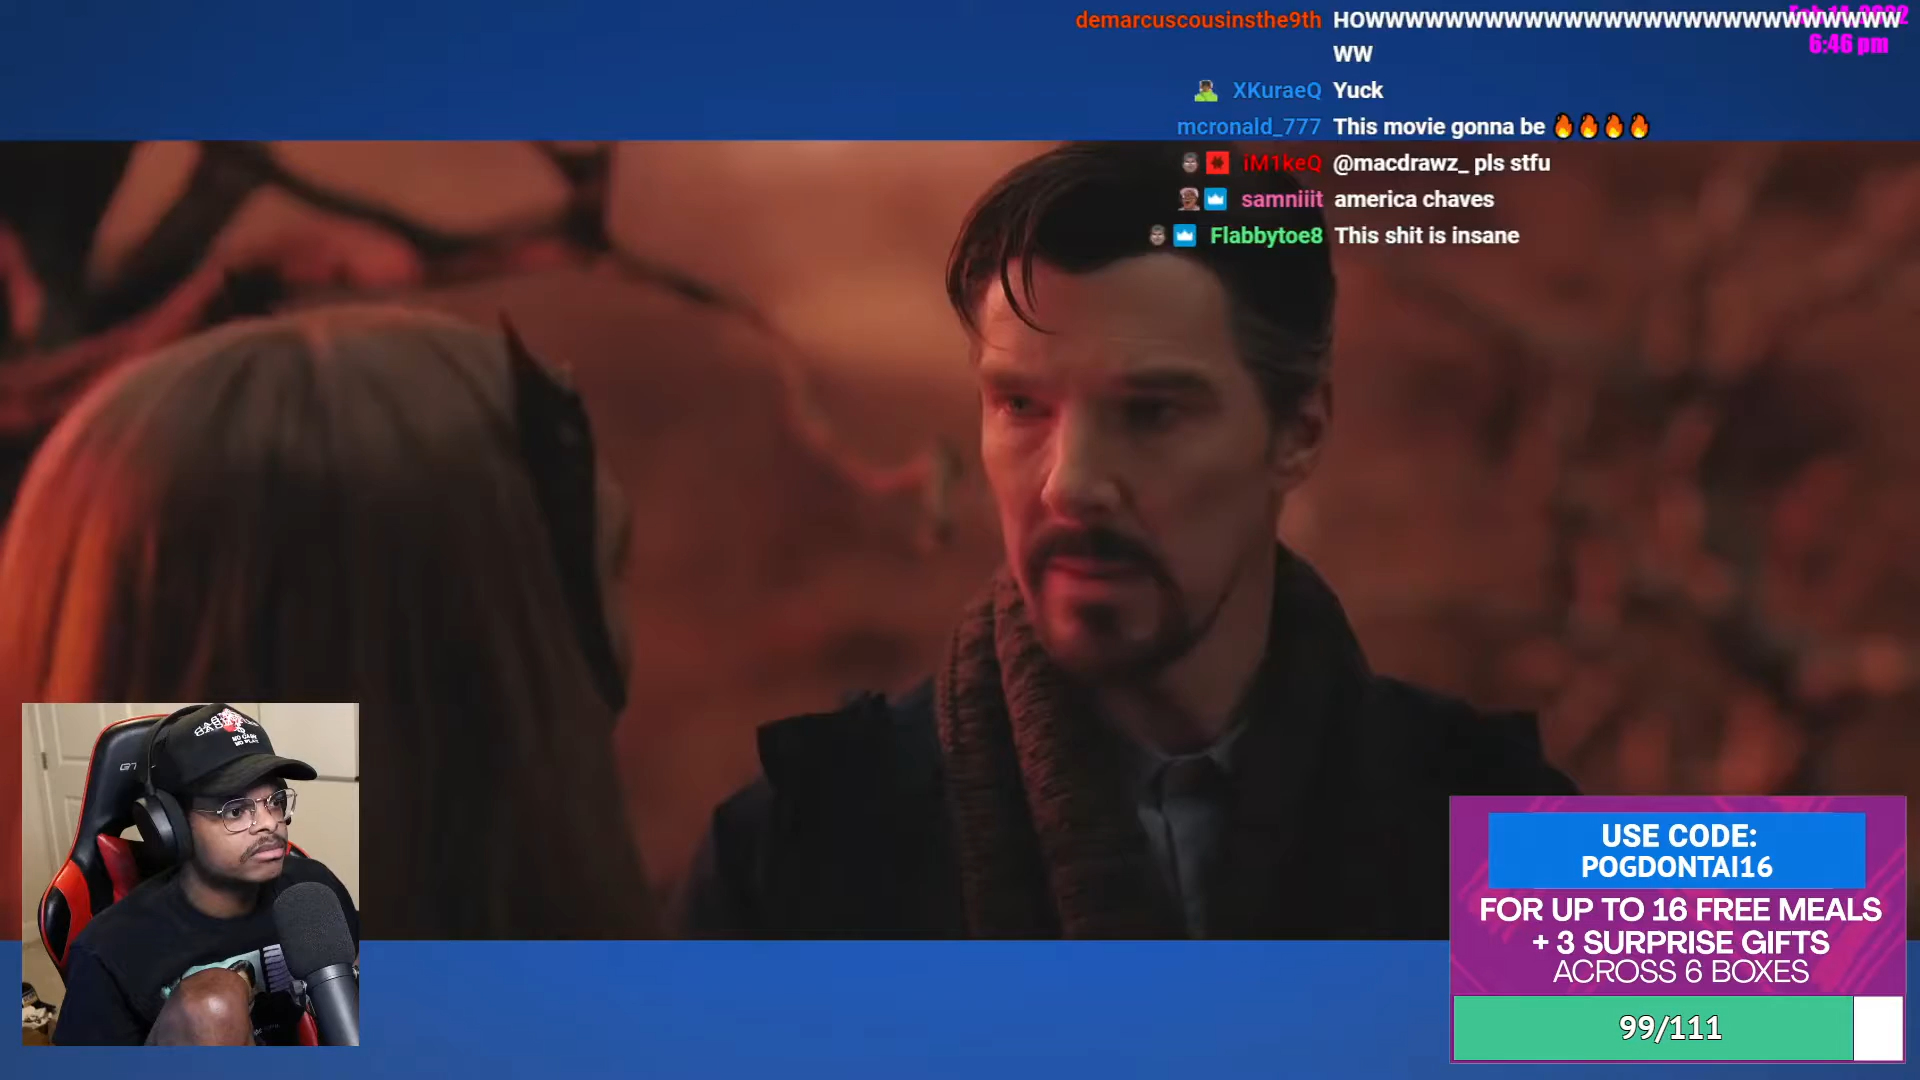 demarcuscousinsthe9th HOWWWWWWWWWWWWWWWWWWWWWWWWWWW
WW
6:46 pm
XKuraeQ Yuck
mcronald_777 This movie gonna be 🔥🔥🔥🔥
iM1keQ @macdrawz_ pls stfu
samniiit america chaves
Flabbytoe8 This shit is insane
USE CODE:
POGDONTAI16
FOR UP TO 16 FREE MEALS
+ 3 SURPRISE GIFTS
ACROSS 6 BOXES
99/111